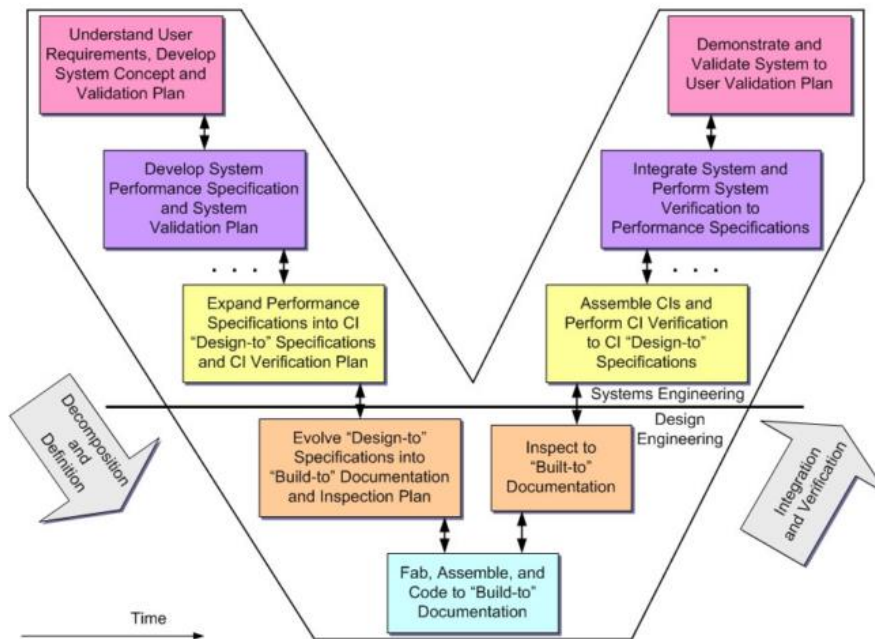 Understand User
Requirements, Develop
System Concept and
Validation Plan
Demonstrate and
Validate System to
User Validation Plan
Develop System
Performance Specification
and System
Validation Plan
Integrate System and
Perform System
Verification to
Performance Specifications
. . .
. . .
Expand Performance
Specifications into CI
“Design-to” Specifications
and CI Verification Plan
Assemble CIs and
Perform CI Verification
to CI “Design-to”
Specifications
Systems Engineering
Design
Engineering
Decomposition
and
Definition
Evolve “Design-to”
Specifications into
“Build-to” Documentation
and Inspection Plan
Inspect to
“Built-to”
Documentation
Integration
and Verification
Fab, Assemble, and
Code to “Build-to”
Documentation
Time